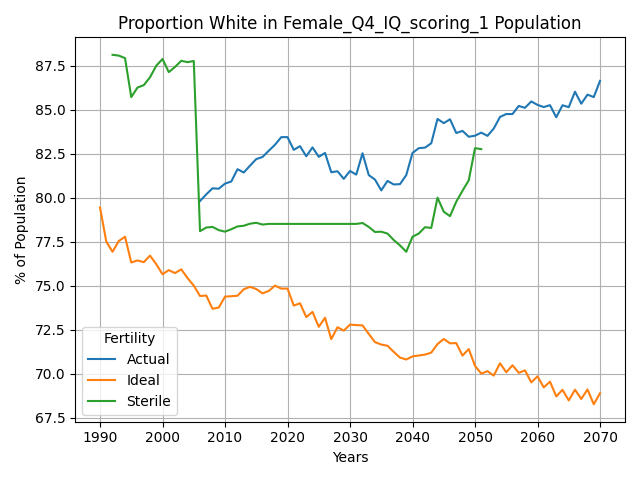 Proportion White in Female_Q4_IQ_scoring_1 Population
% of Population
87.5
85.0
82.5
80.0
77.5
75.0
72.5
70.0
67.5
Fertility
Actual
Ideal
Sterile
1990 2000 2010 2020 2030 2040 2050 2060 2070
Years